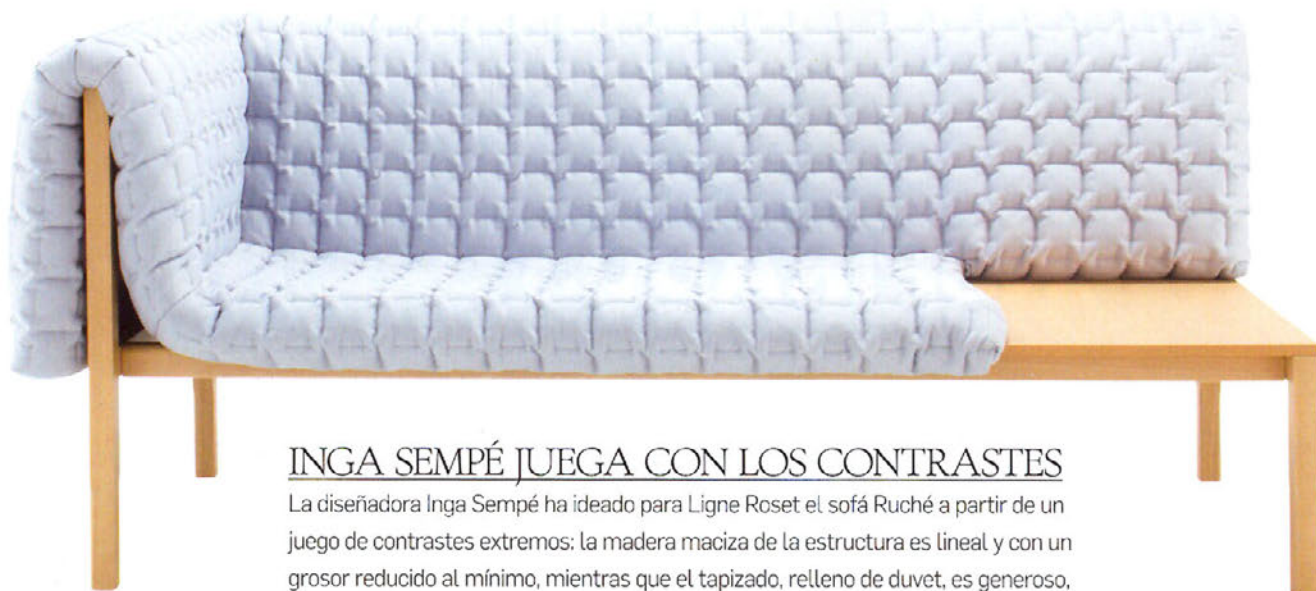 INGA SEMPÉ JUEGA CON LOS CONTRASTES
La diseñadora Inga Sempé ha ideado para Ligne Roset el sofá Ruché a partir de un
juego de contrastes extremos: la madera maciza de la estructura es lineal y con un
grosor reducido al mínimo, mientras que el tapizado, relleno de duvet, es generoso,